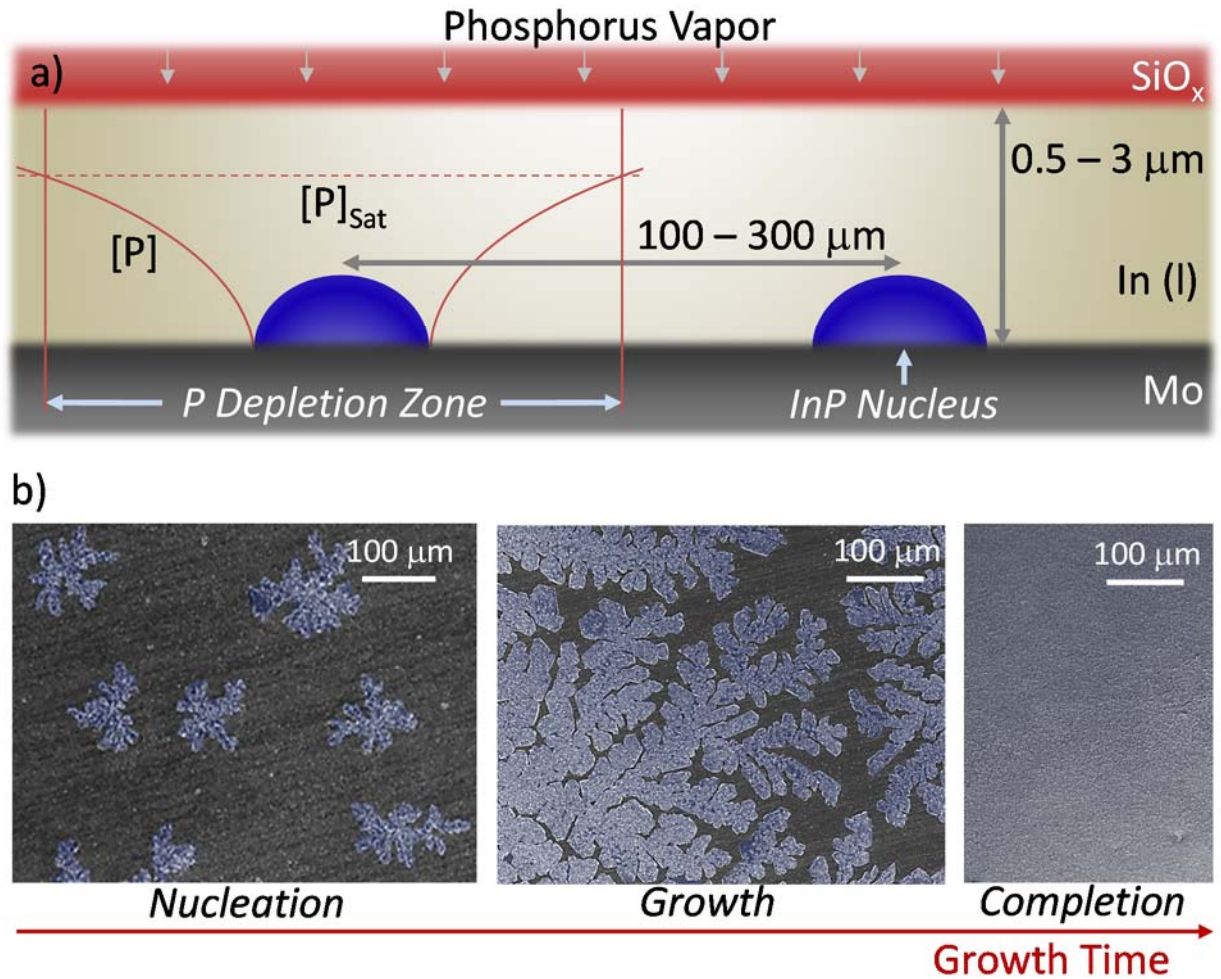 Phosphorus Vapor
a)
SiOx
0.5 – 3 μm
[P]Sat
[P]
100 – 300 μm
In (l)
P Depletion Zone
InP Nucleus
Mo
b)
100 μm
100 μm
100 μm
Nucleation
Growth
Completion
Growth Time